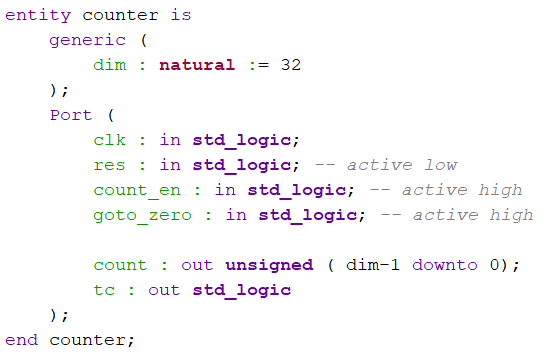 entity counter is
generic (
dim : natural := 32
);
Port (
clk : in std_logic;
res : in std_logic; -- active low
count_en : in std_logic; -- active high
goto_zero : in std_logic; -- active high
count : out unsigned ( dim-1 downto 0);
tc : out std_logic
);
end counter;